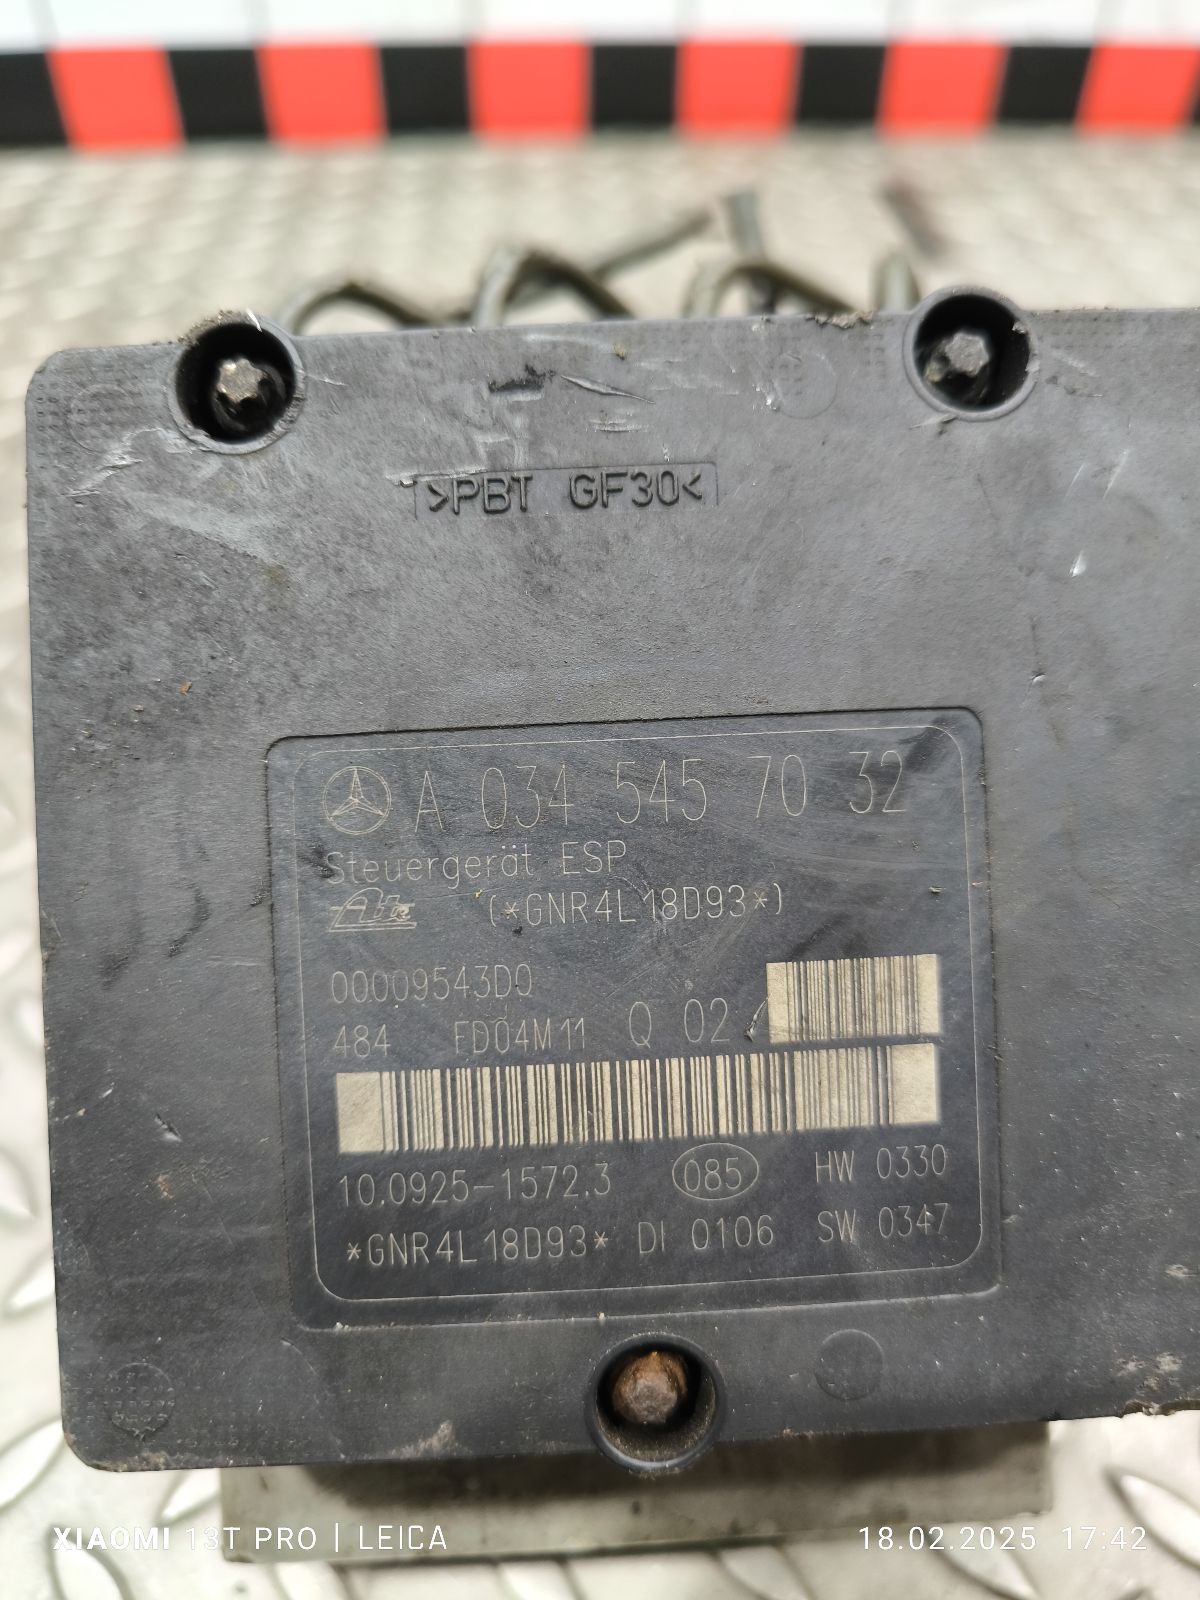 >PBT GF30<
A 034 545 70 32
Steuergerät ESP
Ate (*GNR4L18D93*)
00009543D0
484 FD04M11 Q 02
10.0925-1572.3 085 HW 0330
*GNR4L18D93* DI 0106 SW 0347
XIAOMI 13T PRO | LEICA 18.02.2025 17:42